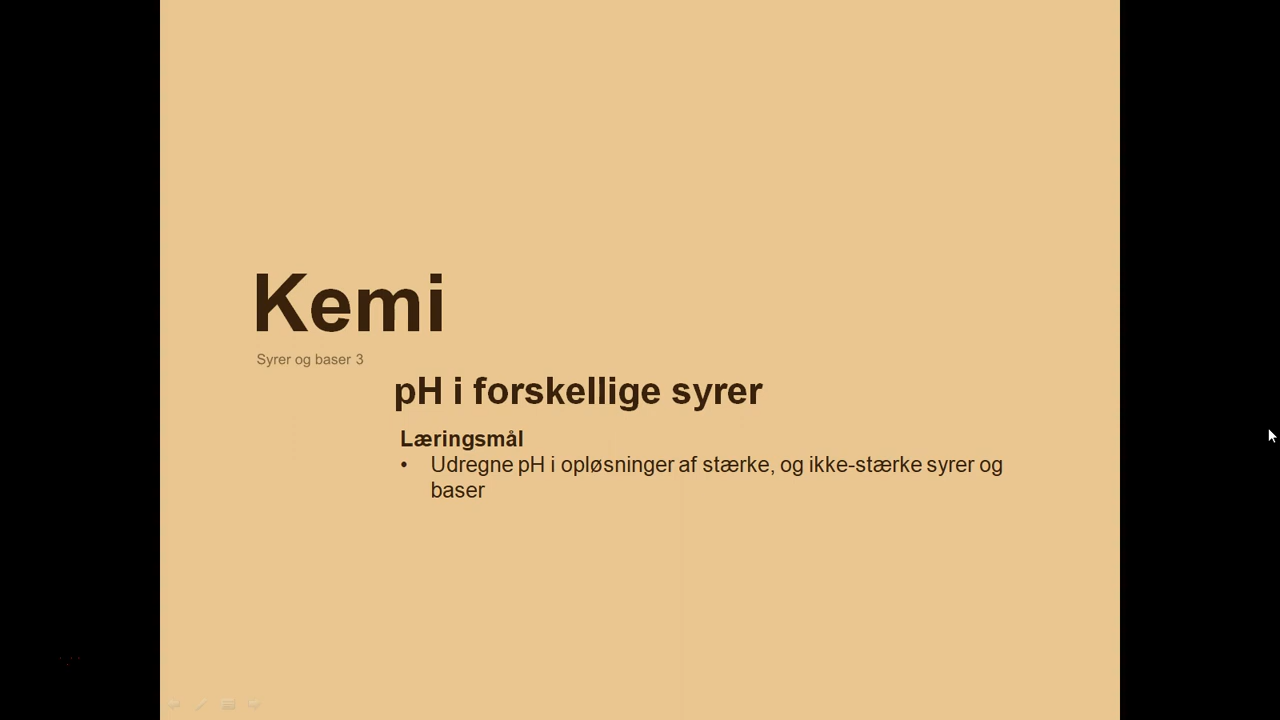 Kemi
Syrer og baser 3
pH i forskellige syrer
Læringsmål
• Udregne pH i opløsninger af stærke, og ikke-stærke syrer og
baser